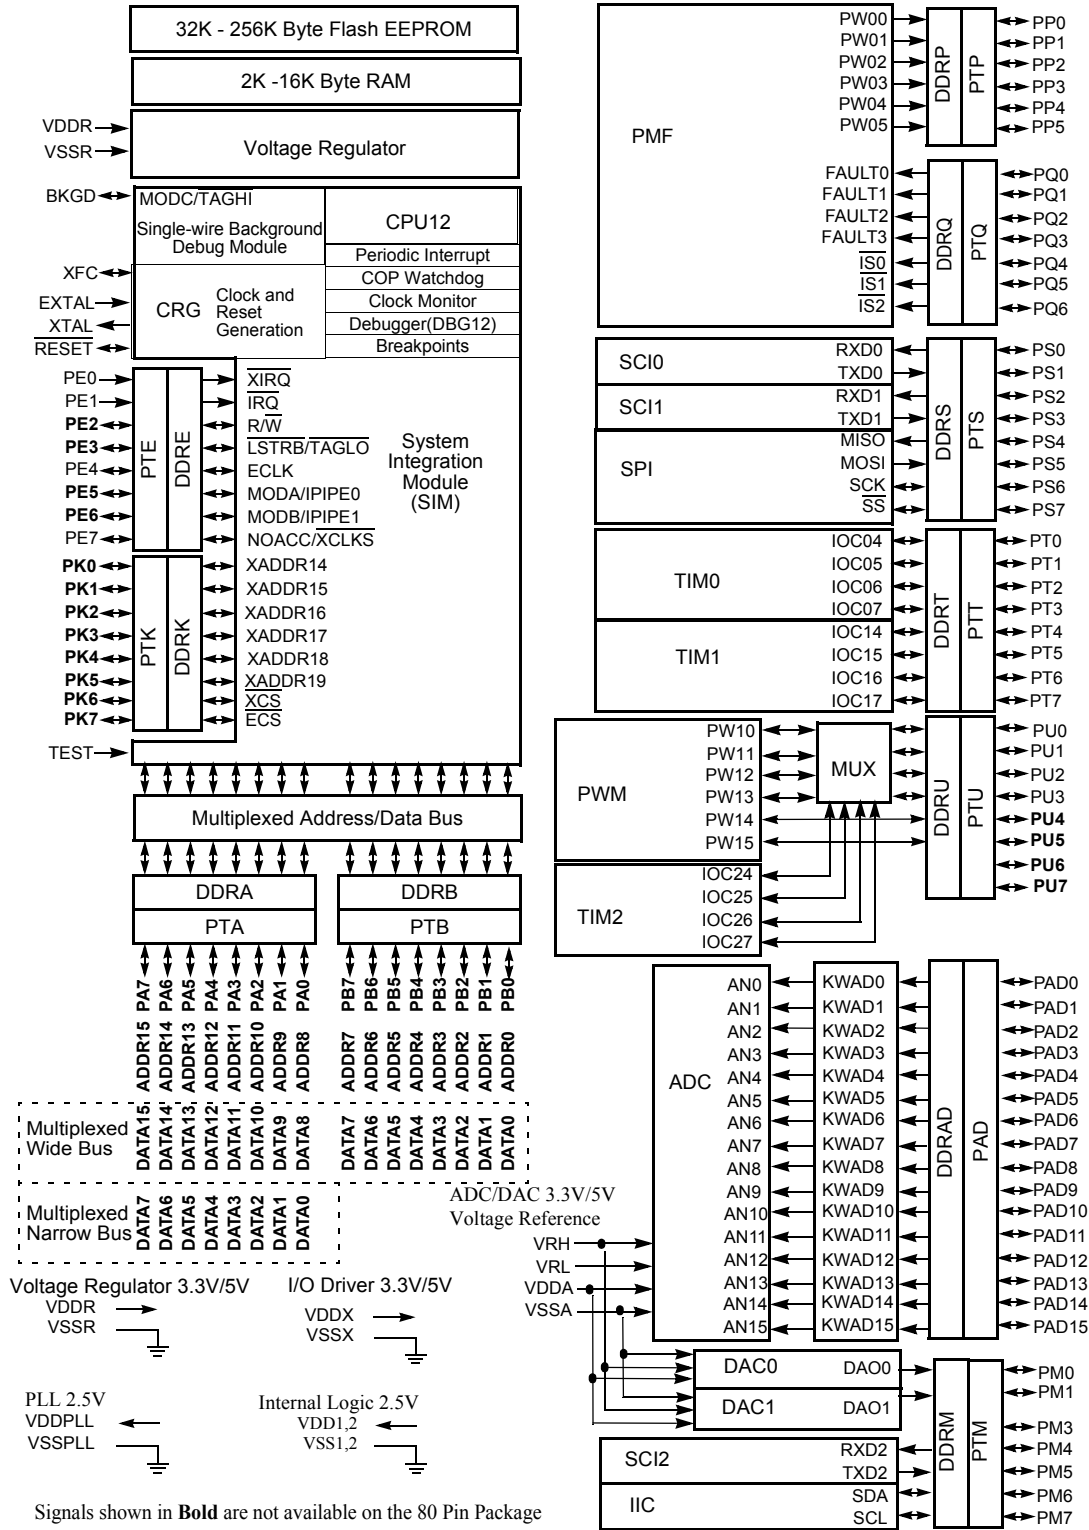 32K - 256K Byte Flash EEPROM
2K -16K Byte RAM
VDDR
VSSR
Voltage Regulator
BKGD
MODC/TAGHI
Single-wire Background
Debug Module
CPU12
Periodic Interrupt
COP Watchdog
Clock Monitor
Debugger(DBG12)
Breakpoints
XFC
EXTAL
XTAL
RESET
CRG
Clock and
Reset
Generation
PE0
PE1
PE2
PE3
PE4
PE5
PE6
PE7
PTE
DDRE
XIRQ
IRQ
R/W
LSTRB/TAGLO
ECLK
MODA/IPIPE0
MODB/IPIPE1
NOACC/XCLKS
System
Integration
Module
(SIM)
PK0
PK1
PK2
PK3
PK4
PK5
PK6
PK7
PTK
DDRK
XADDR14
XADDR15
XADDR16
XADDR17
XADDR18
XADDR19
XCS
ECS
TEST
Multiplexed Address/Data Bus
DDRA
DDRB
PTA
PTB
PA7 PA6 PA5 PA4 PA3 PA2 PA1 PA0
PB7 PB6 PB5 PB4 PB3 PB2 PB1 PB0
ADDR15 ADDR14 ADDR13 ADDR12 ADDR11 ADDR10 ADDR9 ADDR8
ADDR7 ADDR6 ADDR5 ADDR4 ADDR3 ADDR2 ADDR1 ADDR0
Multiplexed
Wide Bus
DATA15 DATA14 DATA13 DATA12 DATA11 DATA10 DATA9 DATA8
DATA7 DATA6 DATA5 DATA4 DATA3 DATA2 DATA1 DATA0
Multiplexed
Narrow Bus
DATA7 DATA6 DATA5 DATA4 DATA3 DATA2 DATA1 DATA0
Voltage Regulator 3.3V/5V
VDDR
VSSR
I/O Driver 3.3V/5V
VDDX
VSSX
PLL 2.5V
VDDPLL
VSSPLL
Internal Logic 2.5V
VDD1,2
VSS1,2
Signals shown in Bold are not available on the 80 Pin Package
PMF
PW00
PW01
PW02
PW03
PW04
PW05
DDRP
PTP
PP0
PP1
PP2
PP3
PP4
PP5
FAULT0
FAULT1
FAULT2
FAULT3
IS0
IS1
IS2
DDRQ
PTQ
PQ0
PQ1
PQ2
PQ3
PQ4
PQ5
PQ6
SCI0
RXD0
TXD0
SCI1
RXD1
TXD1
SPI
MISO
MOSI
SCK
SS
DDRS
PTS
PS0
PS1
PS2
PS3
PS4
PS5
PS6
PS7
TIM0
IOC04
IOC05
IOC06
IOC07
TIM1
IOC14
IOC15
IOC16
IOC17
DDRT
PTT
PT0
PT1
PT2
PT3
PT4
PT5
PT6
PT7
PWM
PW10
PW11
PW12
PW13
PW14
PW15
MUX
DDRU
PTU
PU0
PU1
PU2
PU3
PU4
PU5
PU6
PU7
TIM2
IOC24
IOC25
IOC26
IOC27
ADC
AN0
AN1
AN2
AN3
AN4
AN5
AN6
AN7
AN8
AN9
AN10
AN11
AN12
AN13
AN14
AN15
KWAD0
KWAD1
KWAD2
KWAD3
KWAD4
KWAD5
KWAD6
KWAD7
KWAD8
KWAD9
KWAD10
KWAD11
KWAD12
KWAD13
KWAD14
KWAD15
DDRAD
PAD
PAD0
PAD1
PAD2
PAD3
PAD4
PAD5
PAD6
PAD7
PAD8
PAD9
PAD10
PAD11
PAD12
PAD13
PAD14
PAD15
ADC/DAC 3.3V/5V
Voltage Reference
VRH
VRL
VDDA
VSSA
DAC0
DAO0
DAC1
DAO1
SCI2
RXD2
TXD2
IIC
SDA
SCL
DDRM
PTM
PM0
PM1
PM3
PM4
PM5
PM6
PM7